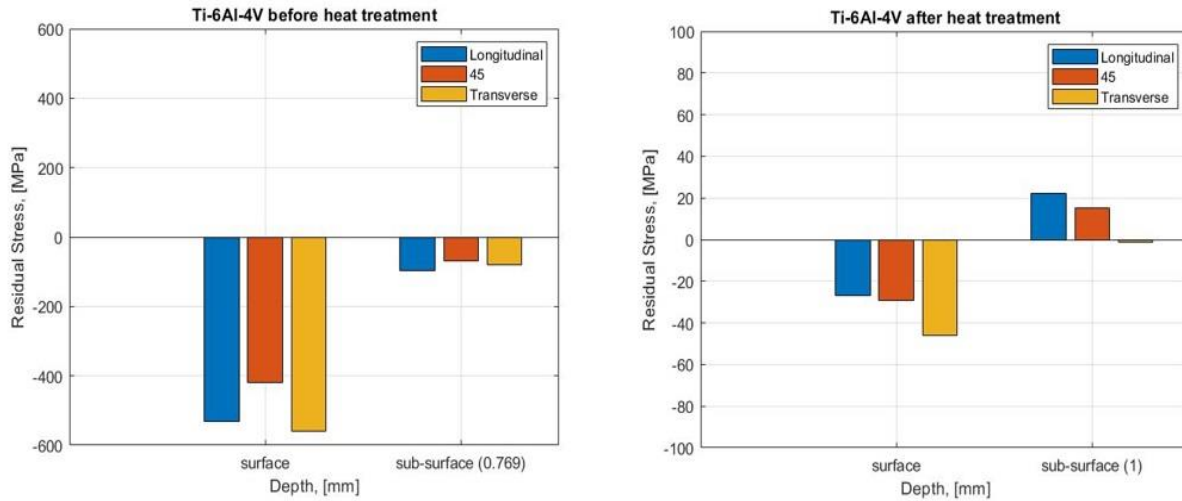 Ti-6Al-4V before heat treatment
600
400
200
0
-200
-400
-600
Residual Stress, [MPa]
Longitudinal
45
Transverse
surface
sub-surface (0.769)
Depth, [mm]
Ti-6Al-4V after heat treatment
100
80
60
40
20
0
-20
-40
-60
-80
-100
Residual Stress, [MPa]
Longitudinal
45
Transverse
surface
sub-surface (1)
Depth, [mm]